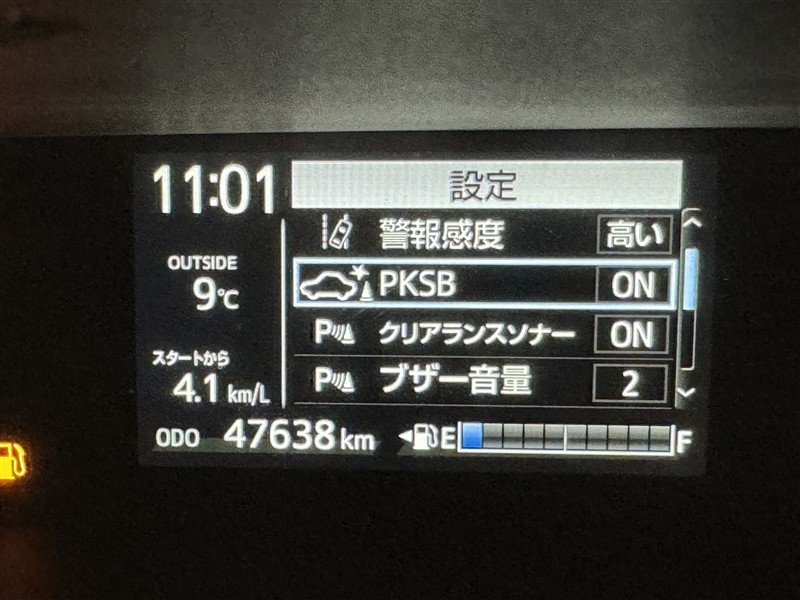 11:01
設定
警報感度 高い
OUTSIDE
9℃
PKSB ON
P クリアランスソナー ON
スタートから
4.1 km/L
P ブザー音量 2
ODO 47638 km E F